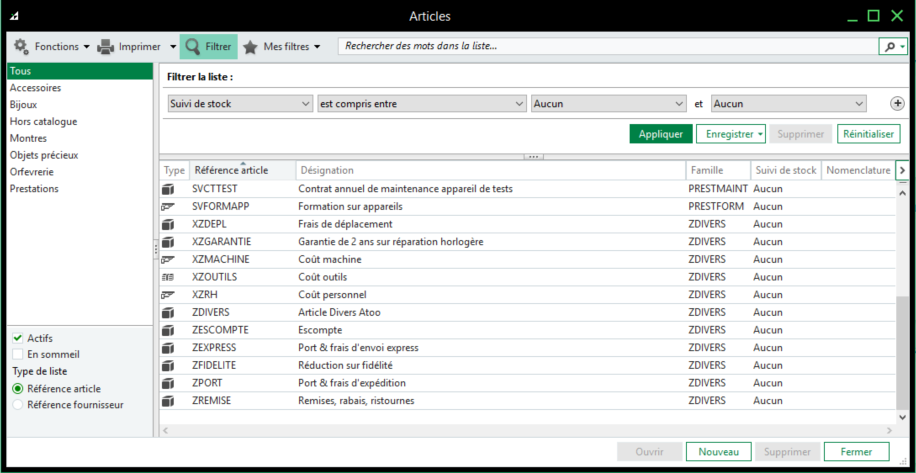 Articles
Fonctions Imprimer Filtrer Mes filtres Rechercher des mots dans la liste...
Tous
Accessoires
Bijoux
Hors catalogue
Montres
Objets précieux
Orfevrerie
Prestations
Actifs
En sommeil
Type de liste
Référence article
Référence fournisseur
Filtrer la liste :
Suivi de stock est compris entre Aucun et Aucun
Appliquer Enregistrer Supprimer Réinitialiser
Type Référence article Désignation Famille Suivi de stock Nomenclature
SVCTTEST Contrat annuel de maintenance appareil de tests PRESTMAINT Aucun
SVFORMAPP Formation sur appareils PRESTFORM Aucun
XZDEPL Frais de déplacement ZDIVERS Aucun
XZGARANTIE Garantie de 2 ans sur réparation horlogère ZDIVERS Aucun
XZMACHINE Coût machine ZDIVERS Aucun
XZOUTILS Coût outils ZDIVERS Aucun
XZRH Coût personnel ZDIVERS Aucun
ZDIVERS Article Divers Atoo ZDIVERS Aucun
ZESCOMPTE Escompte ZDIVERS Aucun
ZEXPRESS Port & frais d'envoi express ZDIVERS Aucun
ZFIDELITE Réduction sur fidélité ZDIVERS Aucun
ZPORT Port & frais d'expédition ZDIVERS Aucun
ZREMISE Remises, rabais, ristournes ZDIVERS Aucun
Ouvrir Nouveau Supprimer Fermer